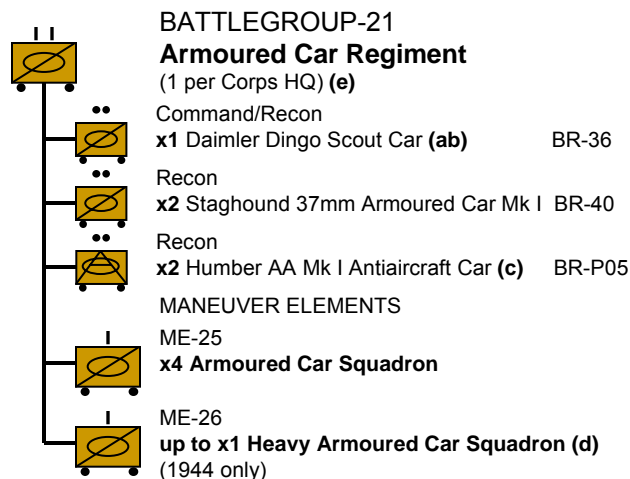 BATTLEGROUP-21
Armoured Car Regiment
(1 per Corps HQ) (e)
Command/Recon
x1 Daimler Dingo Scout Car (ab) BR-36
Recon
x2 Staghound 37mm Armoured Car Mk I BR-40
Recon
x2 Humber AA Mk I Antiaircraft Car (c) BR-P05
MANEUVER ELEMENTS
ME-25
x4 Armoured Car Squadron
ME-26
up to x1 Heavy Armoured Car Squadron (d)
(1944 only)